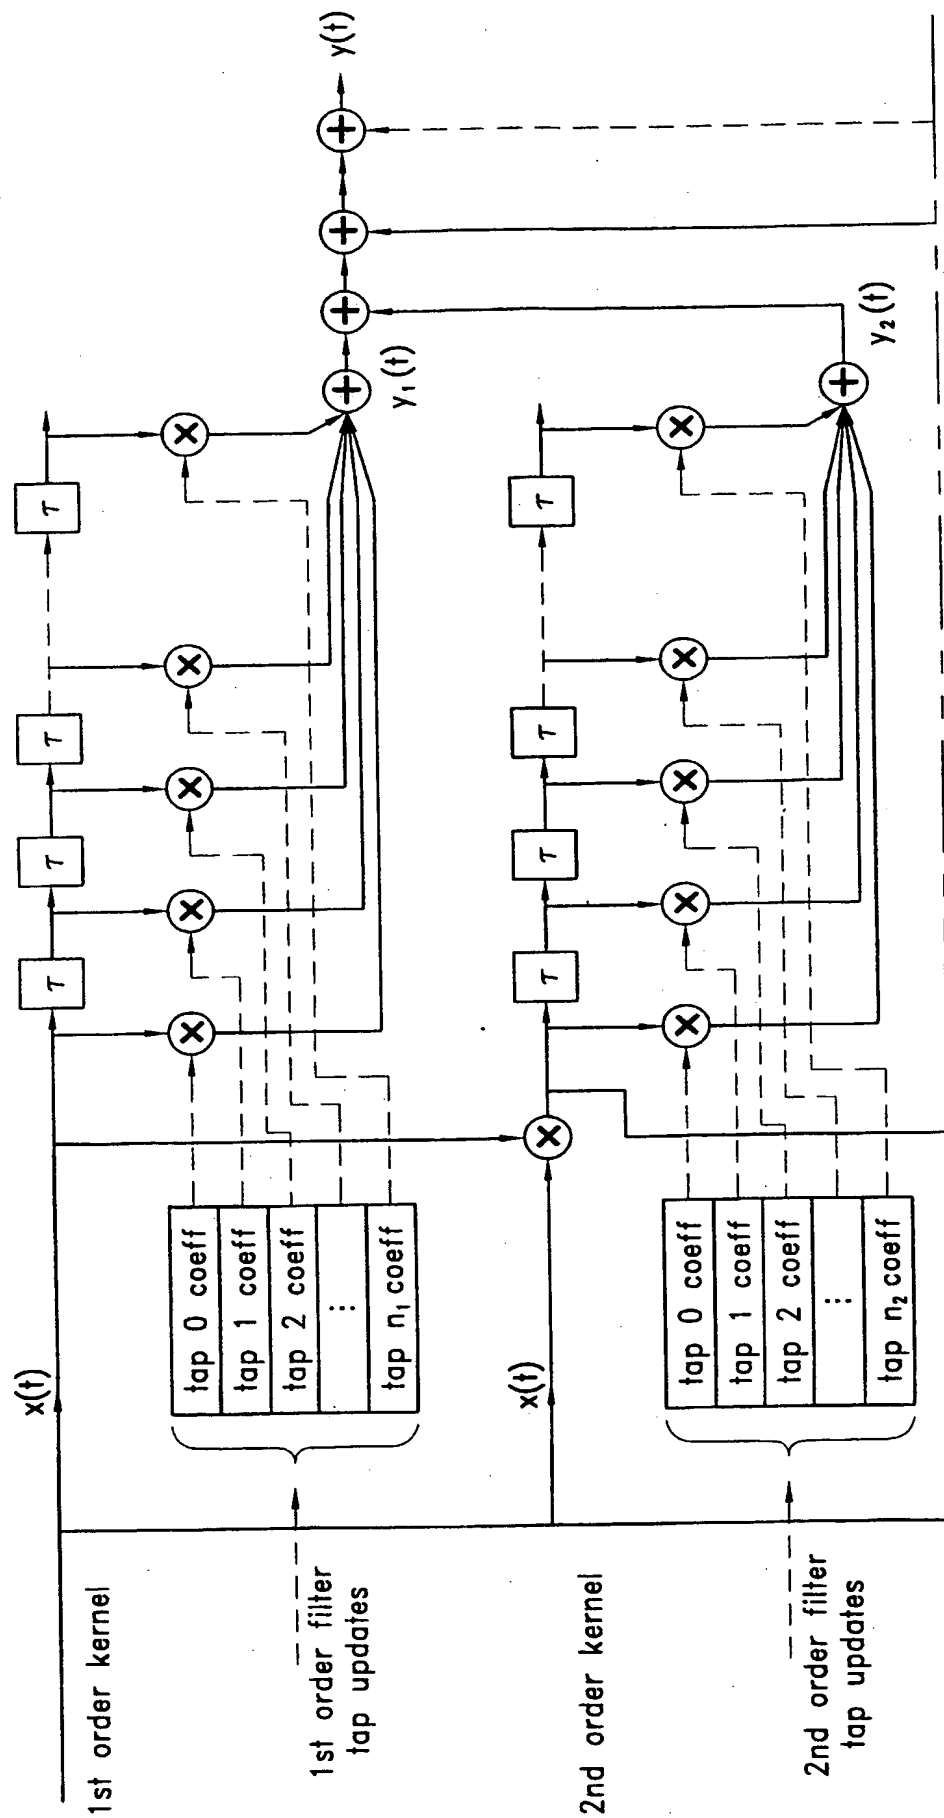 x(t)
1st order kernel
τ
τ
τ
τ
1st order filter
tap updates
tap 0 coeff
tap 1 coeff
tap 2 coeff
⋮
tap n₁ coeff
y₁(t)
y(t)
x(t)
2nd order kernel
τ
τ
τ
τ
2nd order filter
tap updates
tap 0 coeff
tap 1 coeff
tap 2 coeff
⋮
tap n₂ coeff
y₂(t)